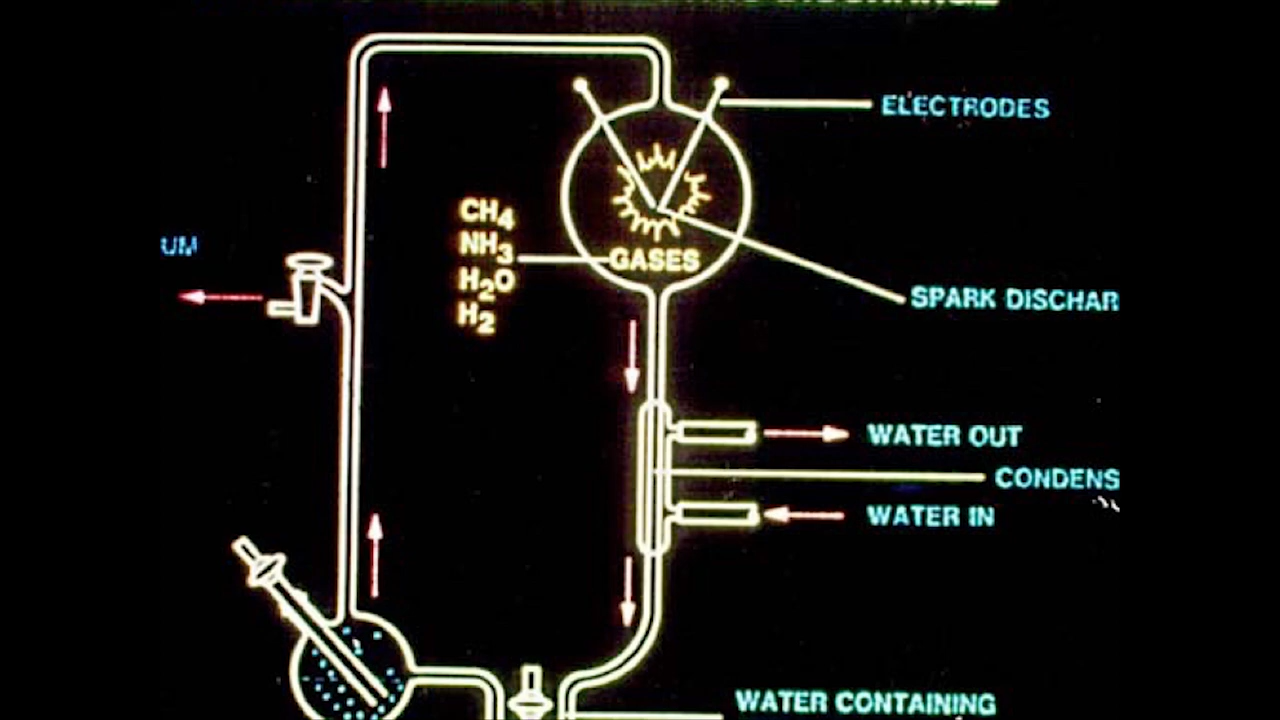 ELECTRODES
CH4
NH3
H2O
H2
GASES
UM
SPARK DISCHAR
WATER OUT
CONDENS
WATER IN
WATER CONTAINING